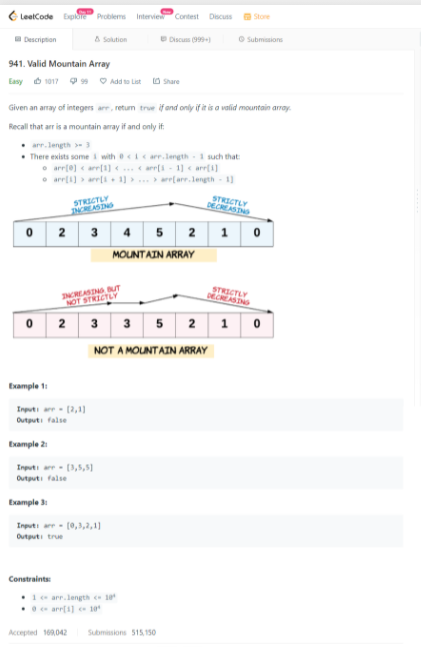 LeetCode Explore Problems Interview New Contest Discuss Store
Description Solution Discuss (999+) Submissions
941. Valid Mountain Array
Easy 1017 99 Add to List Share
Given an array of integers arr, return true if and only if it is a valid mountain array.
Recall that arr is a mountain array if and only if:
arr.length >= 3
There exists some i with 0 < i < arr.length - 1 such that:
arr[0] < arr[1] < ... < arr[i - 1] < arr[i]
arr[i] > arr[i + 1] > ... > arr[arr.length - 1]
STRICTLY INCREASING
STRICTLY DECREASING
0 2 3 4 5 2 1 0
MOUNTAIN ARRAY
INCREASING BUT NOT STRICTLY
STRICTLY DECREASING
0 2 3 3 5 2 1 0
NOT A MOUNTAIN ARRAY
Example 1:
Input: arr = [2,1]
Output: false
Example 2:
Input: arr = [3,5,5]
Output: false
Example 3:
Input: arr = [0,3,2,1]
Output: true
Constraints:
1 <= arr.length <= 10⁴
0 <= arr[i] <= 10⁴
Accepted 169,042 Submissions 515,150